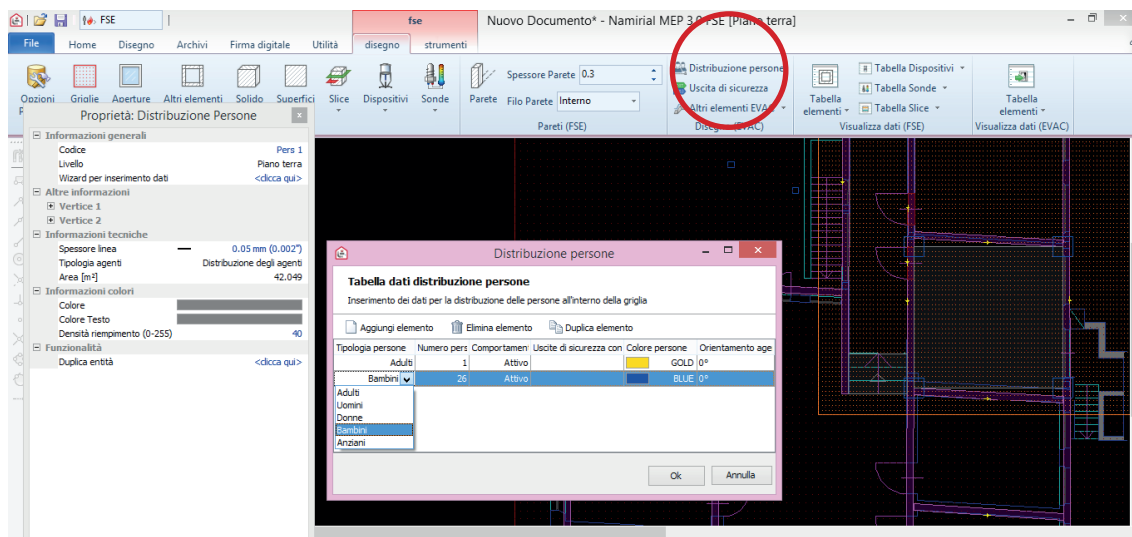 FSE
fse
Nuovo Documento* - Namirial MEP 3.0 FSE [Piano terra]
File Home Disegno Archivi Firma digitale Utilità disegno strumenti
Opzioni Griglie Aperture Altri elementi Solido Superfici Slice Dispositivi Sonde Parete
Spessore Parete 0.3
Filo Parete Interno
Pareti (FSE)
Distribuzione persone
Uscita di sicurezza
Altri elementi EVAC
Disegno (EVAC)
Tabella elementi
Tabella Dispositivi
Tabella Sonde
Tabella Slice
Visualizza dati (FSE)
Tabella elementi
Visualizza dati (EVAC)
Proprietà: Distribuzione Persone
Informazioni generali
Codice Pers 1
Livello Piano terra
Wizard per inserimento dati <clicca qui>
Altre informazioni
Vertice 1
Vertice 2
Informazioni tecniche
Spessore linea 0.05 mm (0.002")
Tipologia agenti Distribuzione degli agenti
Area [m²] 42.049
Informazioni colori
Colore
Colore Testo
Densità riempimento (0-255) 40
Funzionalità
Duplica entità <clicca qui>
Distribuzione persone
Tabella dati distribuzione persone
Inserimento dei dati per la distribuzione delle persone all'interno della griglia
Aggiungi elemento Elimina elemento Duplica elemento
Tipologia persone Numero pers Comportamen Uscite di sicurezza con Colore persone Orientamento age
Adulti 1 Attivo GOLD 0°
Bambini 26 Attivo BLUE 0°
Adulti
Uomini
Donne
Bambini
Anziani
Ok Annulla